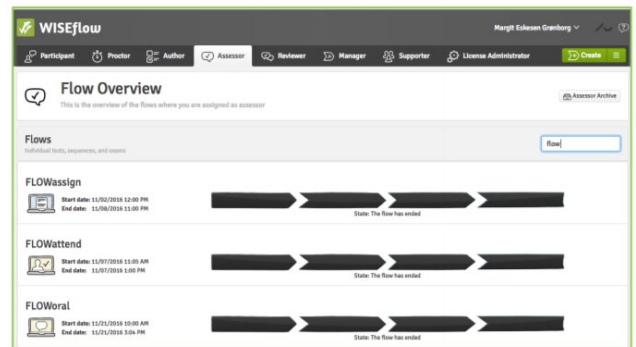 WISEflow
Margit Eskesen Grønborg
Participant Proctor Author Assessor Reviewer Manager Supporter License Administrator Create
Flow Overview
This is the overview of the flows where you are assigned as assessor
Assessor Archive
Flows
Individual tests, sequences, and exams
flow
FLOWassign
Start date: 11/02/2016 12:00 PM
End date: 11/08/2016 11:00 PM
State: The flow has ended
FLOWattend
Start date: 11/07/2016 11:05 AM
End date: 11/07/2016 1:00 PM
State: The flow has ended
FLOWoral
Start date: 11/21/2016 10:00 AM
End date: 11/21/2016 3:04 PM
State: The flow has ended